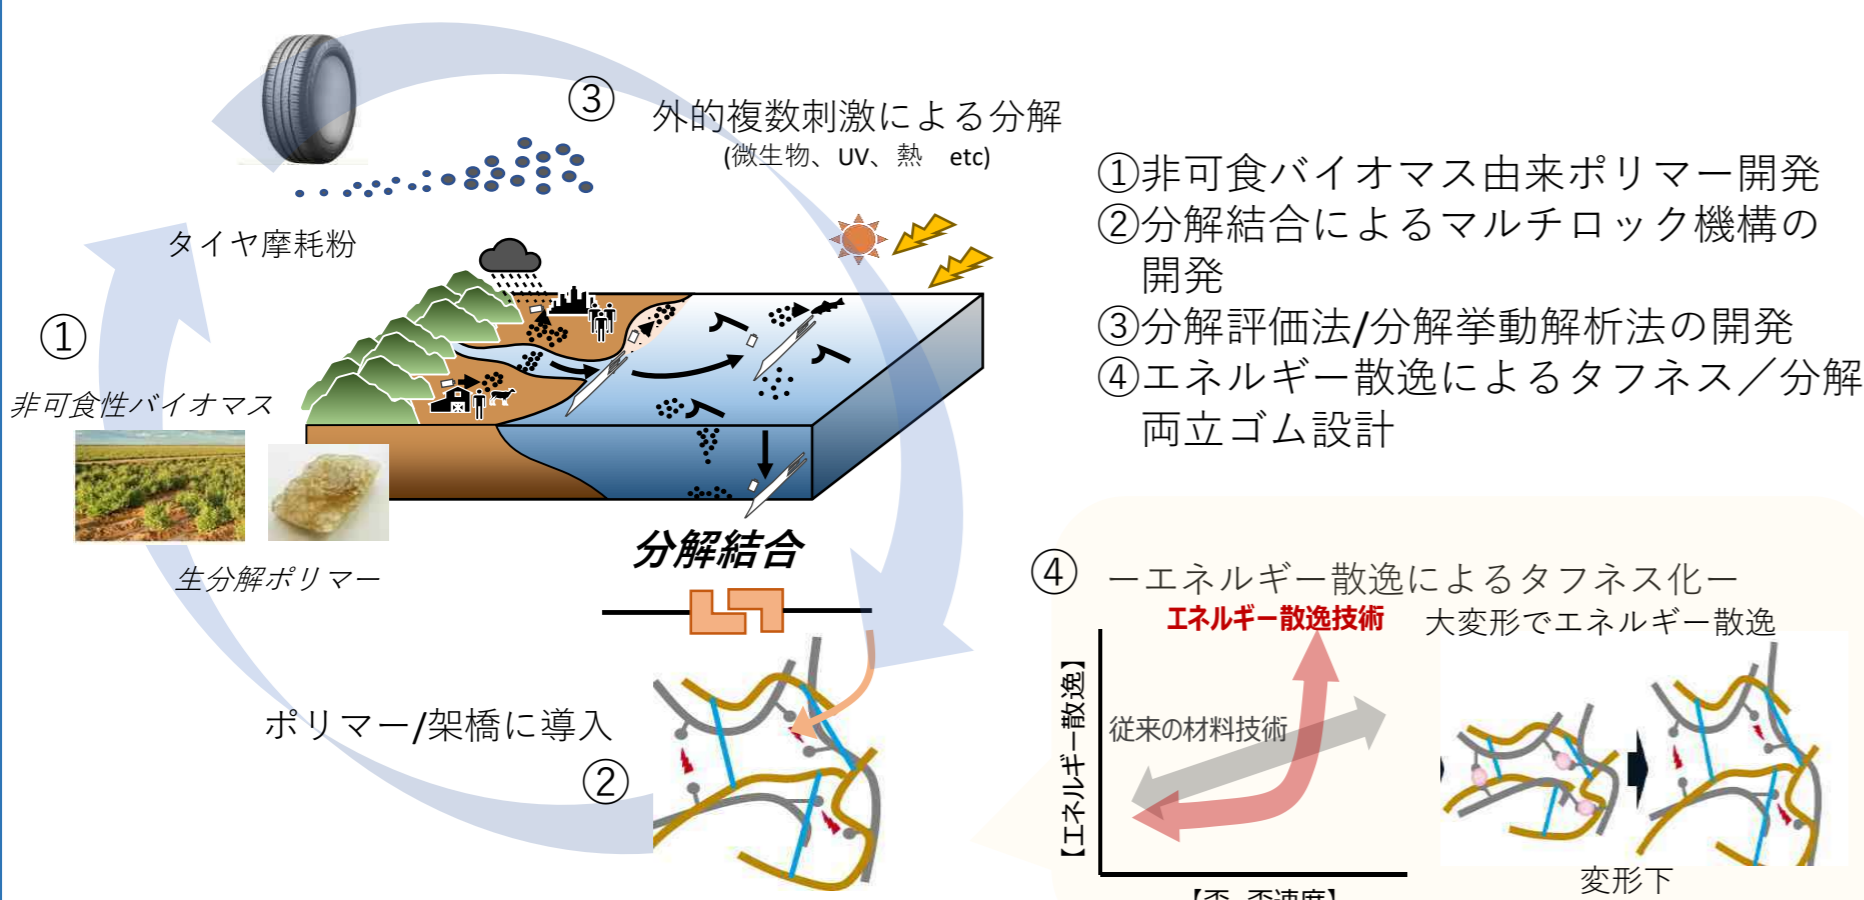 ③
外的複数刺激による分解
(微生物、UV、熱　etc)
タイヤ摩耗粉
①
非可食性バイオマス
生分解ポリマー
分解結合
ポリマー/架橋に導入
②
①非可食バイオマス由来ポリマー開発
②分解結合によるマルチロック機構の
開発
③分解評価法/分解挙動解析法の開発
④エネルギー散逸によるタフネス／分解
両立ゴム設計
④
ーエネルギー散逸によるタフネス化ー
エネルギー散逸技術
大変形でエネルギー散逸
【エネルギー散逸】
従来の材料技術
変形下